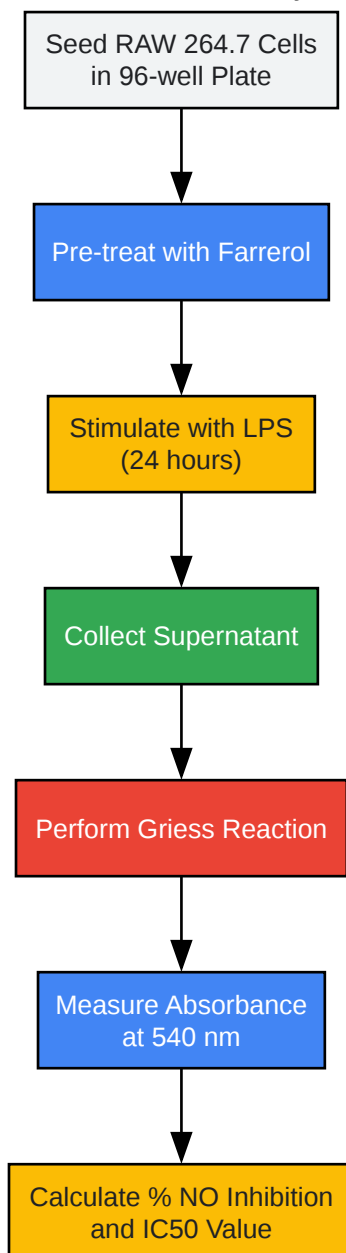 Seed RAW 264.7 Cells
in 96-well Plate
Pre-treat with Farrerol
Stimulate with LPS
(24 hours)
Collect Supernatant
Perform Griess Reaction
Measure Absorbance
at 540 nm
Calculate % NO Inhibition
and IC50 Value